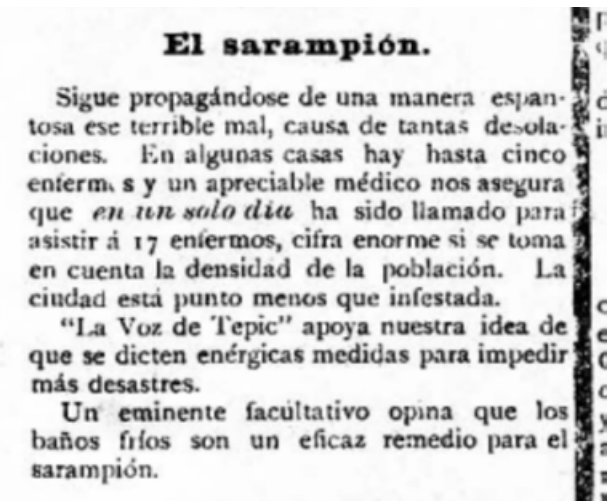 El sarampión.
Sigue propagándose de una manera espan-
tosa ese terrible mal, causa de tantas desola-
ciones. En algunas casas hay hasta cinco
enfermos y un apreciable médico nos asegura
que en un solo dia ha sido llamado para
asistir á 17 enfermos, cifra enorme si se toma
en cuenta la densidad de la población. La
ciudad está punto menos que infestada.
"La Voz de Tepic" apoya nuestra idea de
que se dicten enérgicas medidas para impedir
más desastres.
Un eminente facultativo opina que los
baños fríos son un eficaz remedio para el
sarampión.